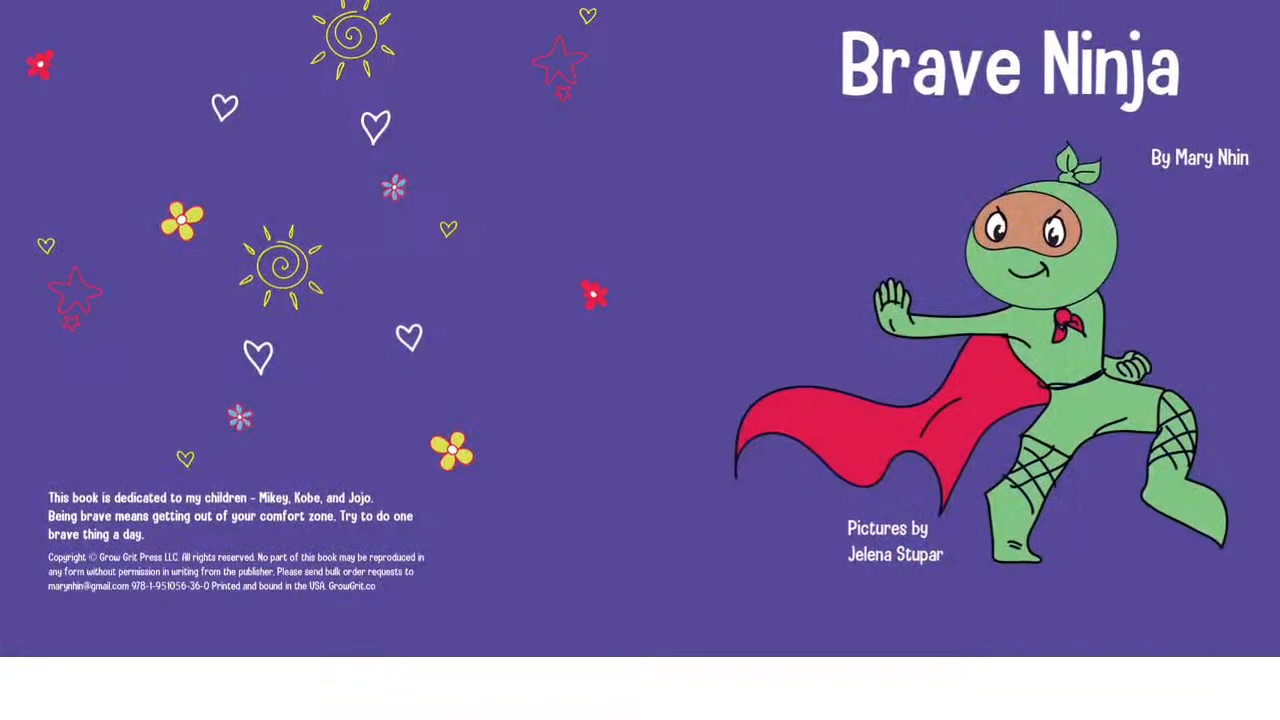 This book is dedicated to my children - Mikey, Kobe, and Jojo.
Being brave means getting out of your comfort zone. Try to do one
brave thing a day.
Copyright © Grow Grit Press LLC. All rights reserved. No part of this book may be reproduced in
any form without permission in writing from the publisher. Please send bulk order requests to
marynhin@gmail.com 978-1-951056-36-0 Printed and bound in the USA. GrowGrit.co
Brave Ninja
By Mary Nhin
Pictures by
Jelena Stupar